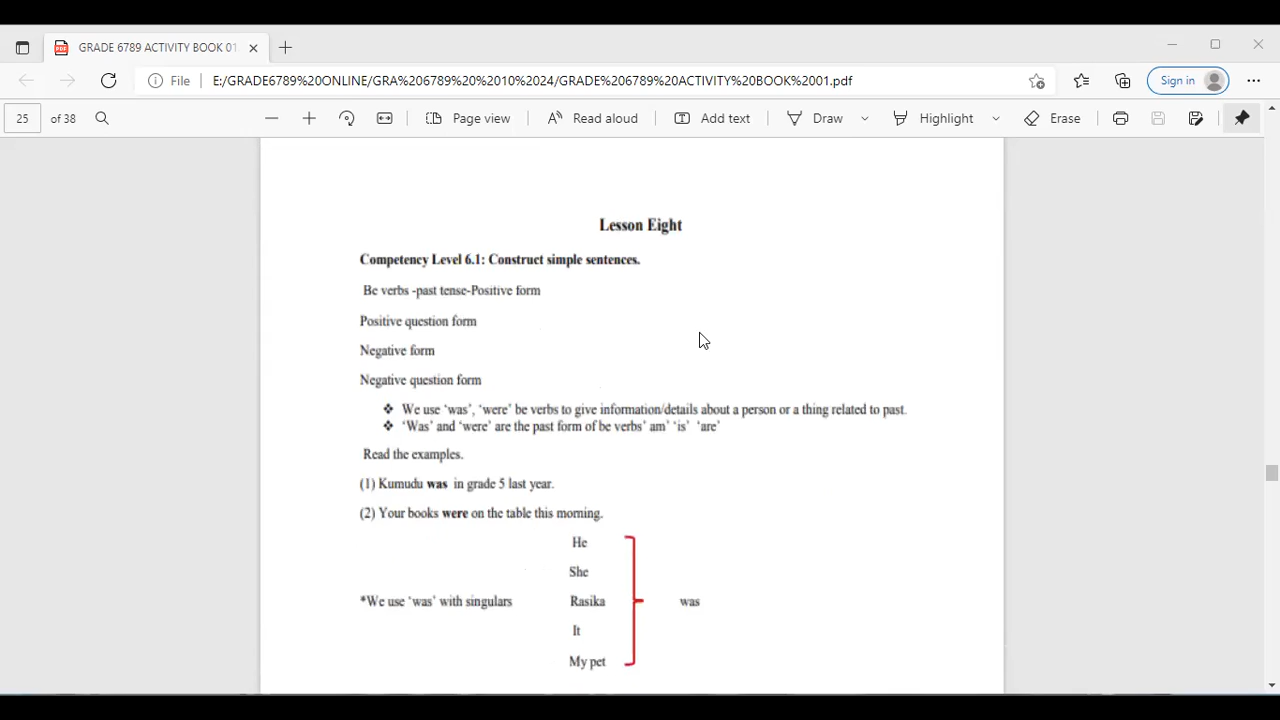 GRADE 6789 ACTIVITY BOOK 01
File E:/GRADE6789%20ONLINE/GRA%206789%20%2010%2024/GRADE%206789%20ACTIVITY%20BOOK%2001.pdf Sign in
25 of 38 Page view Read aloud Add text Draw Highlight Erase
Lesson Eight
Competency Level 6.1: Construct simple sentences.
Be verbs -past tense-Positive form
Positive question form
Negative form
Negative question form
❖ We use ‘was’, ‘were’ be verbs to give information/details about a person or a thing related to past.
❖ ‘Was’ and ‘were’ are the past form of be verbs’ am’ ‘is’ ‘are’
Read the examples.
(1) Kumudu was in grade 5 last year.
(2) Your books were on the table this morning.
He
She
*We use ‘was’ with singulars Rasika was
It
My pet